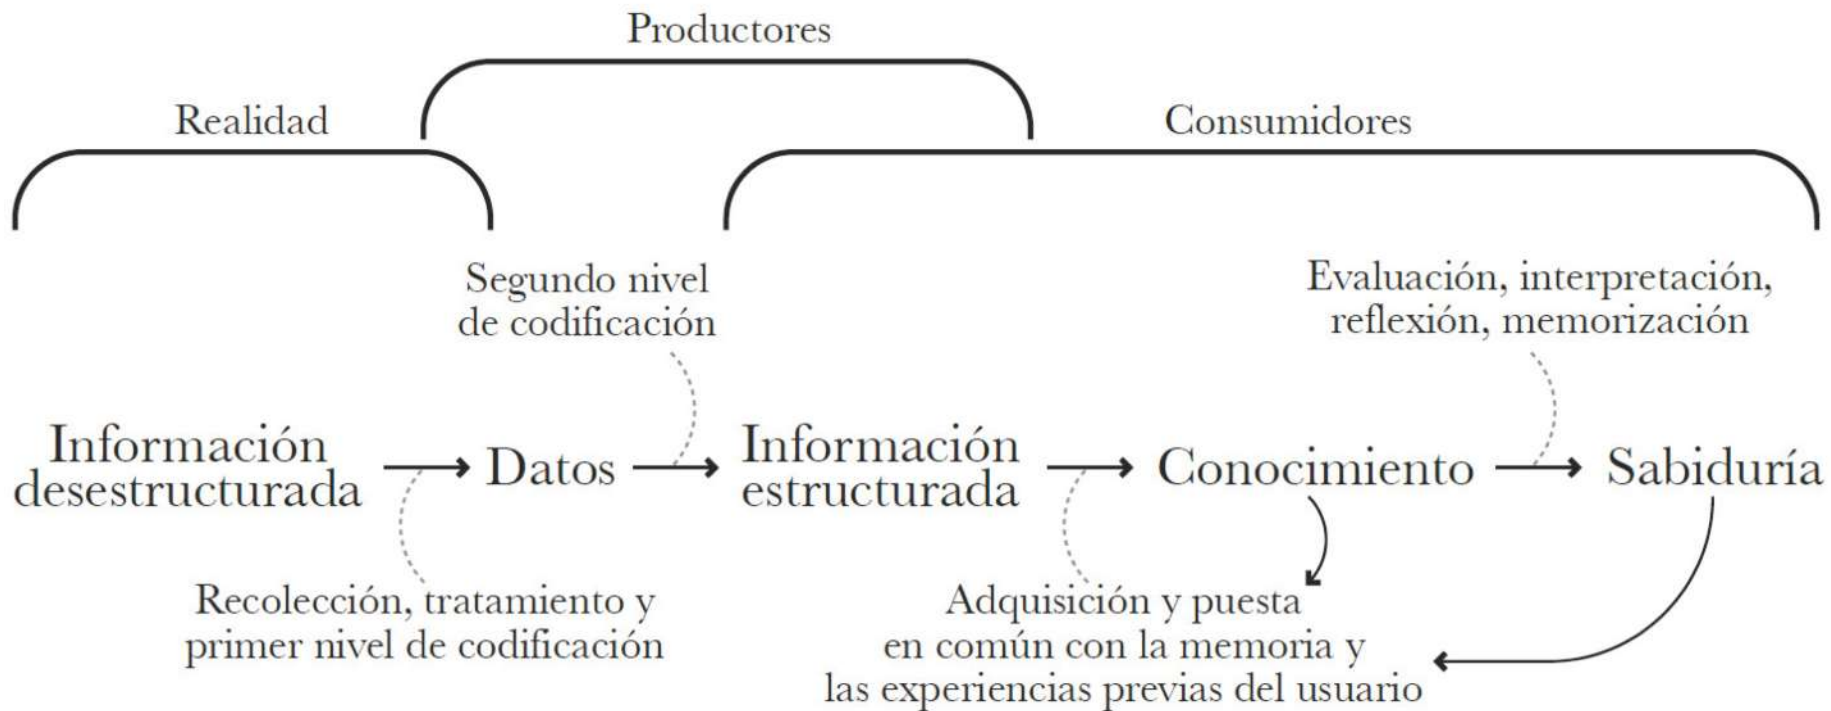 Productores
Realidad
Consumidores
Segundo nivel
de codificación
Evaluación, interpretación,
reflexión, memorización
Información
desestructurada
Datos
Información
estructurada
Conocimiento
Sabiduría
Recolección, tratamiento y
primer nivel de codificación
Adquisición y puesta
en común con la memoria y
las experiencias previas del usuario